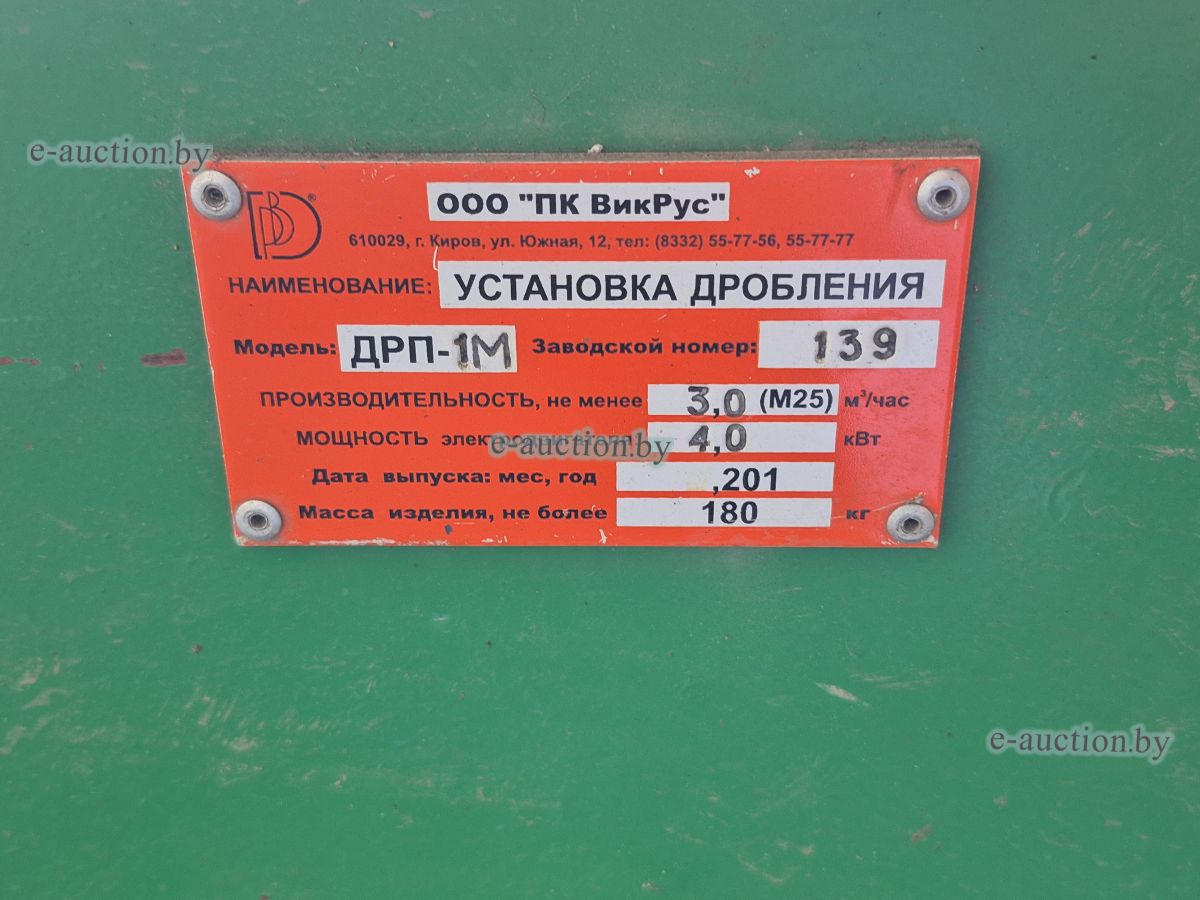 e-auction.by
ООО "ПК ВикРус"
610029, г. Киров, ул. Южная, 12, тел: (8332) 55-77-56, 55-77-77
НАИМЕНОВАНИЕ: УСТАНОВКА ДРОБЛЕНИЯ
Модель: ДРП-1М Заводской номер: 139
ПРОИЗВОДИТЕЛЬНОСТЬ, не менее 3,0 (М25) м³/час
МОЩНОСТЬ электродвигателя 4,0 кВт
e-auction.by
Дата выпуска: мес, год ,201
Масса изделия, не более 180 кг
e-auction.by